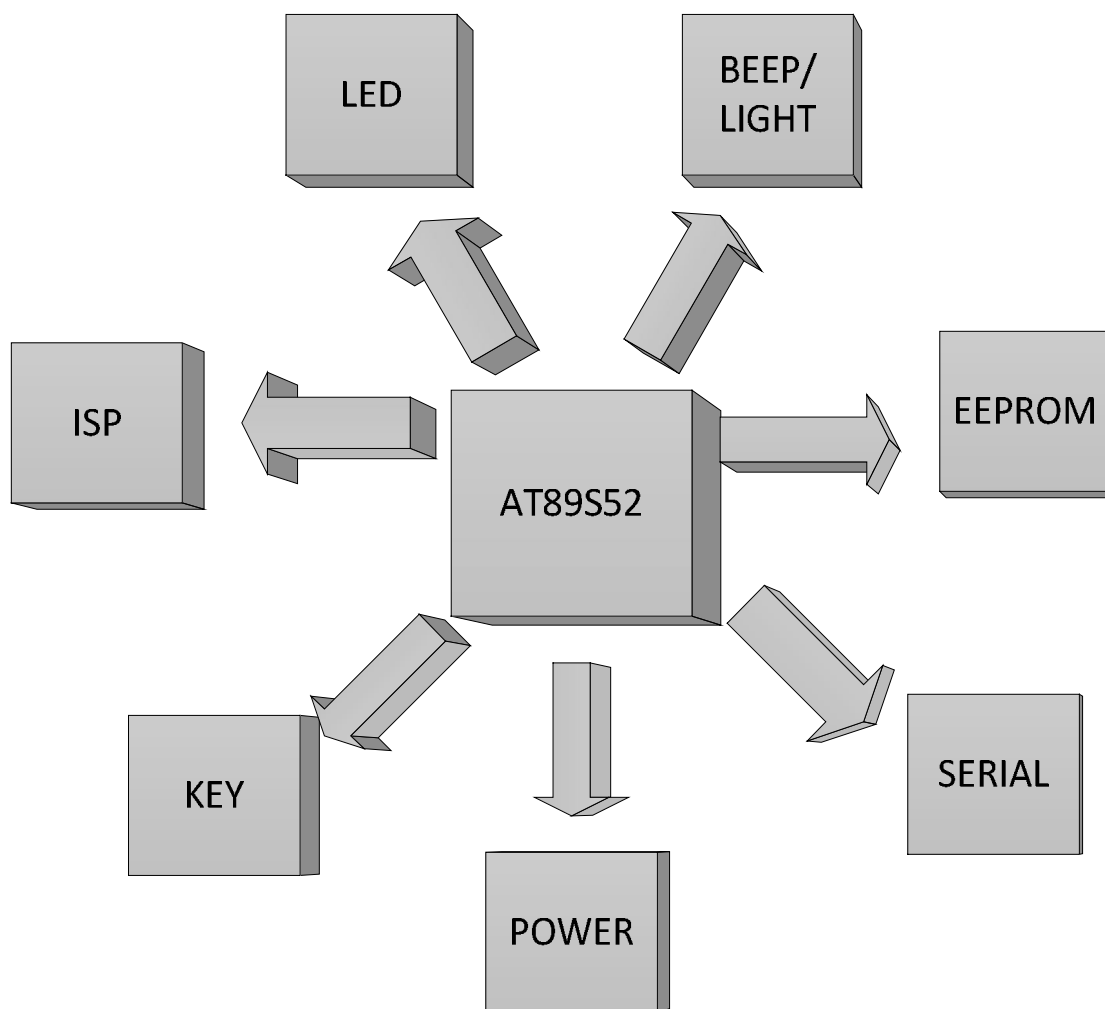 LED
BEEP/
LIGHT
ISP
EEPROM
AT89S52
KEY
SERIAL
POWER